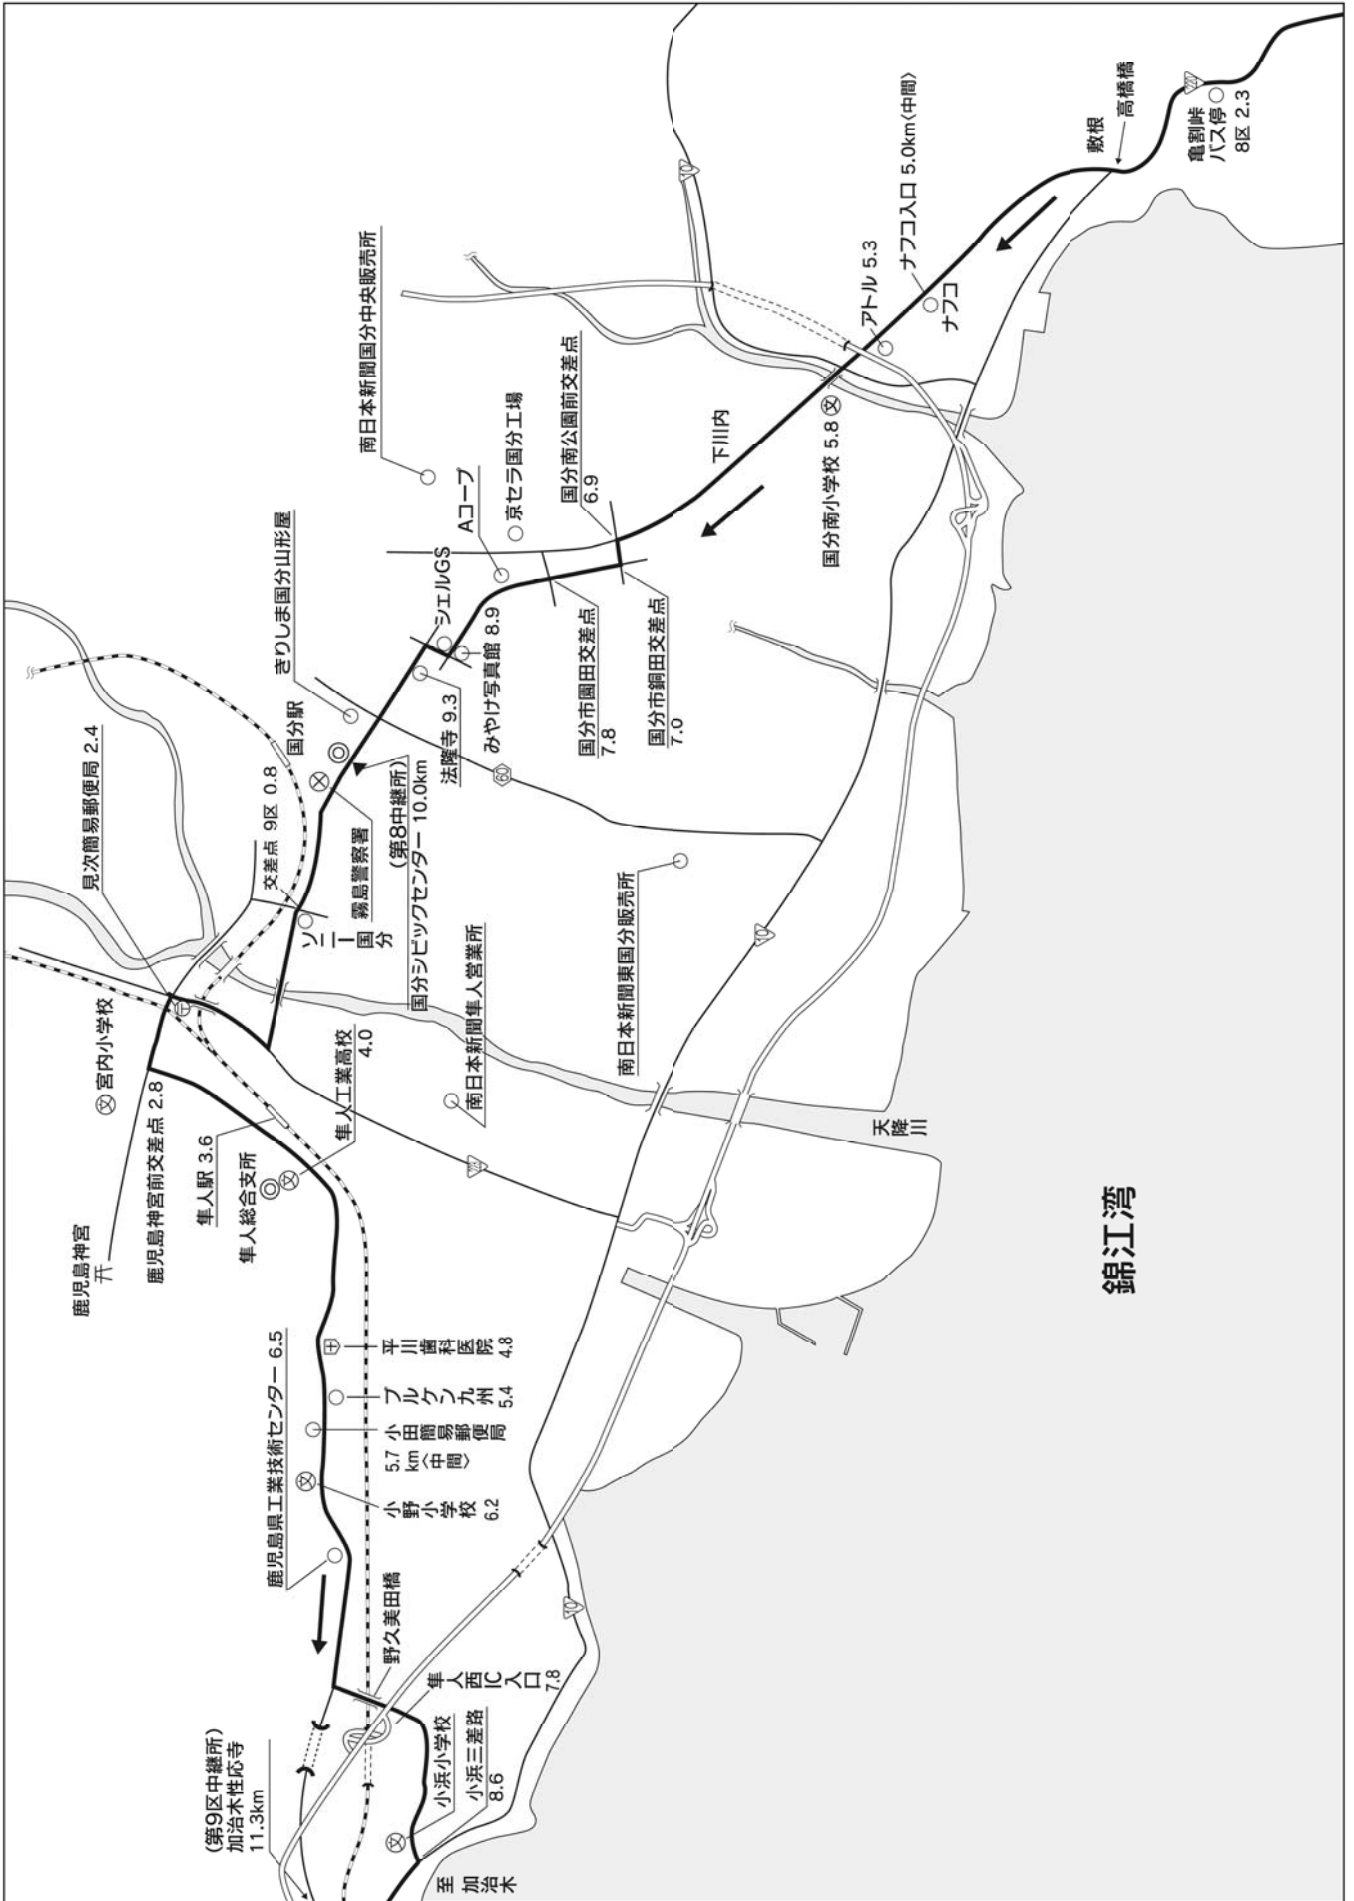 高橋橋
敷根
亀割峠
バス停
8区 2.3
220
10
ナフコ入口 5.0km〈中間〉
ナフコ
アトル 5.3
国分南小学校 5.8
文
下川内
南日本新聞国分中央販売所
国分南公園前交差点
6.9
京セラ国分工場
Aコープ
国分市銅田交差点
7.0
国分市園田交差点
7.8
シェルGS
みやけ写真館 8.9
法隆寺 9.3
きりしま国分山形屋
60
国分駅
(第8中継所)
国分シビックセンター 10.0km
霧島警察署
交差点 9区 0.8
ソニー国分
見次簡易郵便局 2.4
南日本新聞東国分販売所
10
南日本新聞隼人営業所
天降川
錦江湾
文
宮内小学校
鹿児島神宮前交差点 2.8
鹿児島神宮
隼人駅 3.6
隼人工業高校
4.0
文
隼人総合支所
平川歯科医院
4.8
ブルケン九州
5.4
小田簡易郵便局
5.7
km〈中間〉
文
小野小学校
6.2
鹿児島県工業技術センター 6.5
野久美田橋
隼人西IC入口
7.8
10
小浜小学校
文
小浜三差路
8.6
(第9区中継所)
加治木性応寺
11.3km
至加治木